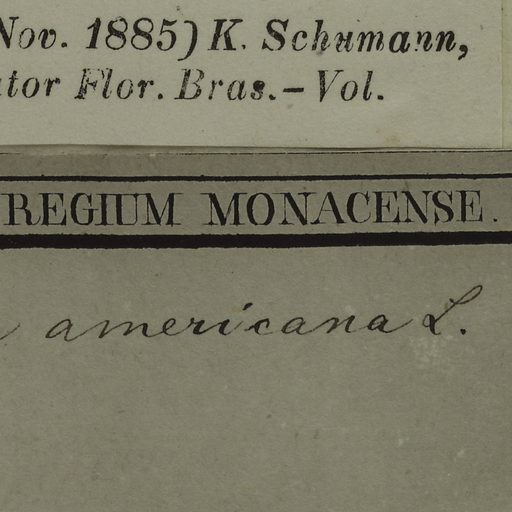 Nov. 1885) K. Schumann,
ator Flor. Bras.-Vol.
REGIUM MONACENSE.
americana L.